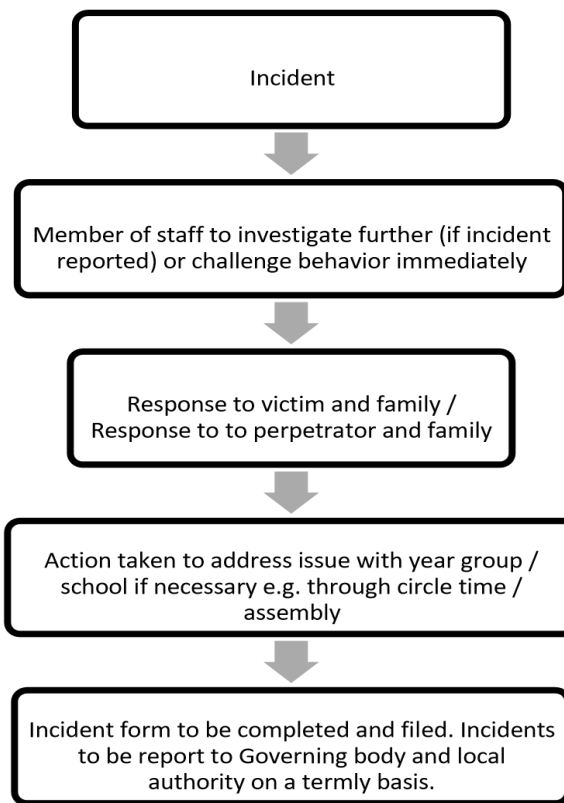 Incident
Member of staff to investigate further (if incident
reported) or challenge behavior immediately
Response to victim and family /
Response to to perpetrator and family
Action taken to address issue with year group /
school if necessary e.g. through circle time /
assembly
Incident form to be completed and filed. Incidents
to be report to Governing body and local
authority on a termly basis.